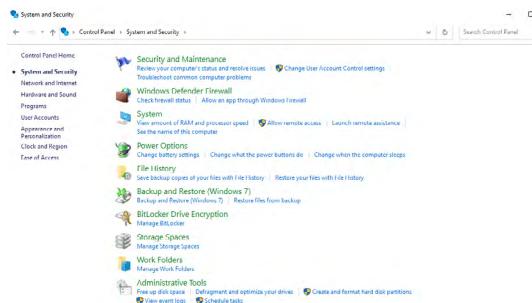 System and Security
Control Panel > System and Security >
Search Control Panel
Control Panel Home
System and Security
Network and Internet
Hardware and Sound
Programs
User Accounts
Appearance and
Personalization
Clock and Region
Ease of Access
Security and Maintenance
Review your computer's status and resolve issues | Change User Account Control settings
Troubleshoot common computer problems
Windows Defender Firewall
Check firewall status | Allow an app through Windows Firewall
System
View amount of RAM and processor speed | Allow remote access | Launch remote assistance
See the name of this computer
Power Options
Change battery settings | Change what the power buttons do | Change when the computer sleeps
File History
Save backup copies of your files with File History | Restore your files with File History
Backup and Restore (Windows 7)
Backup and Restore (Windows 7) | Restore files from backup
BitLocker Drive Encryption
Manage BitLocker
Storage Spaces
Manage Storage Spaces
Work Folders
Manage Work Folders
Administrative Tools
Free up disk space | Defragment and optimize your drives | Create and format hard disk partitions
View event logs | Schedule tasks